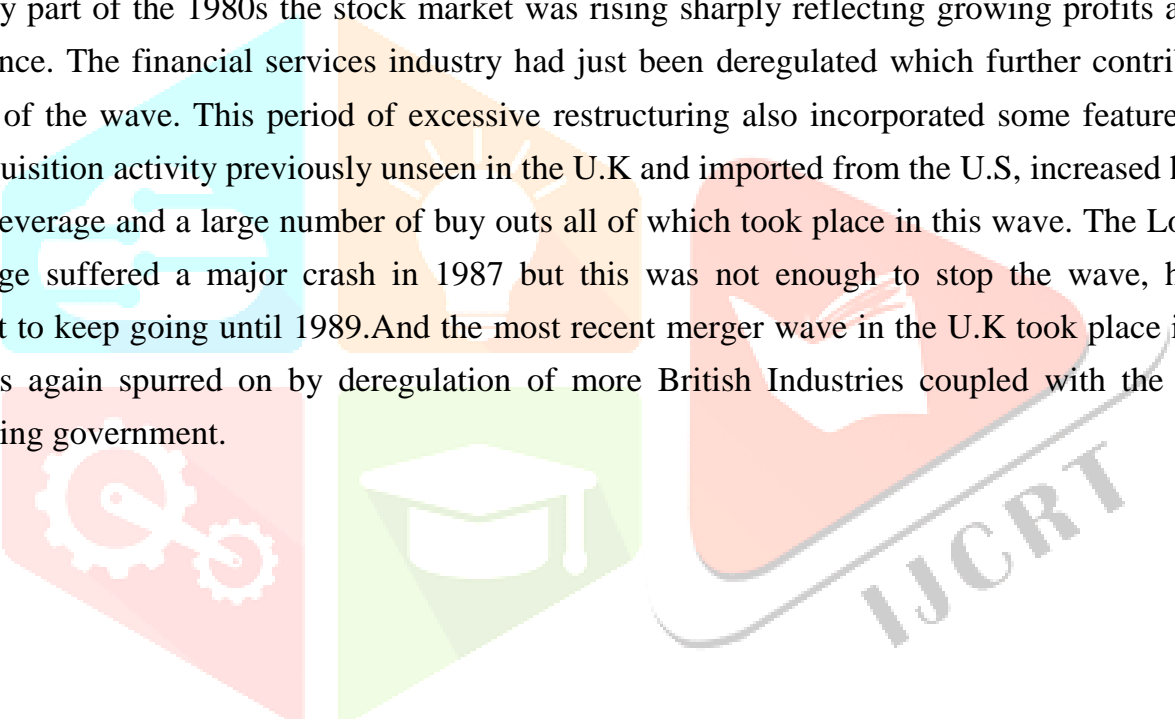 y part of the 1980s the stock market was rising sharply reflecting growing profits a
nce. The financial services industry had just been deregulated which further contri
of the wave. This period of excessive restructuring also incorporated some feature
uisition activity previously unseen in the U.K and imported from the U.S, increased
leverage and a large number of buy outs all of which took place in this wave. The Lo
ge suffered a major crash in 1987 but this was not enough to stop the wave, h
t to keep going until 1989.And the most recent merger wave in the U.K took place i
s again spurred on by deregulation of more British Industries coupled with the
ing government.
IJCRT